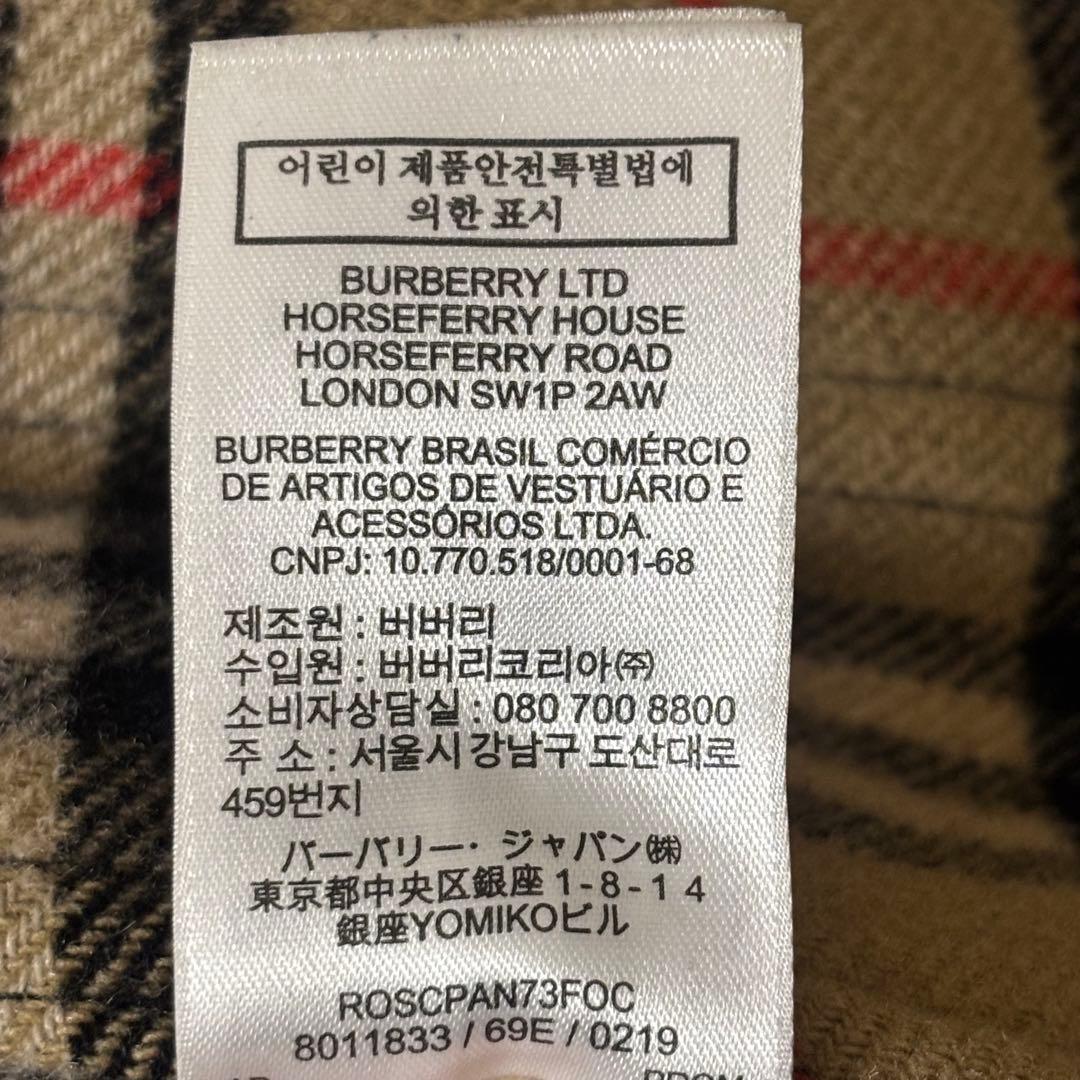 어린이 제품안전특별법에
의한 표시
BURBERRY LTD
HORSEFERRY HOUSE
HORSEFERRY ROAD
LONDON SW1P 2AW
BURBERRY BRASIL COMÉRCIO
DE ARTIGOS DE VESTUÁRIO E
ACESSÓRIOS LTDA.
CNPJ: 10.770.518/0001-68
제조원 : 버버리
수입원 : 버버리코리아㈜
소비자상담실 : 080 700 8800
주 소 : 서울시 강남구 도산대로
459번지
バーバリー・ジャパン㈱
東京都中央区銀座 1-8-1 4
銀座YOMIKOビル
ROSCPAN73FOC
8011833 / 69E / 0219